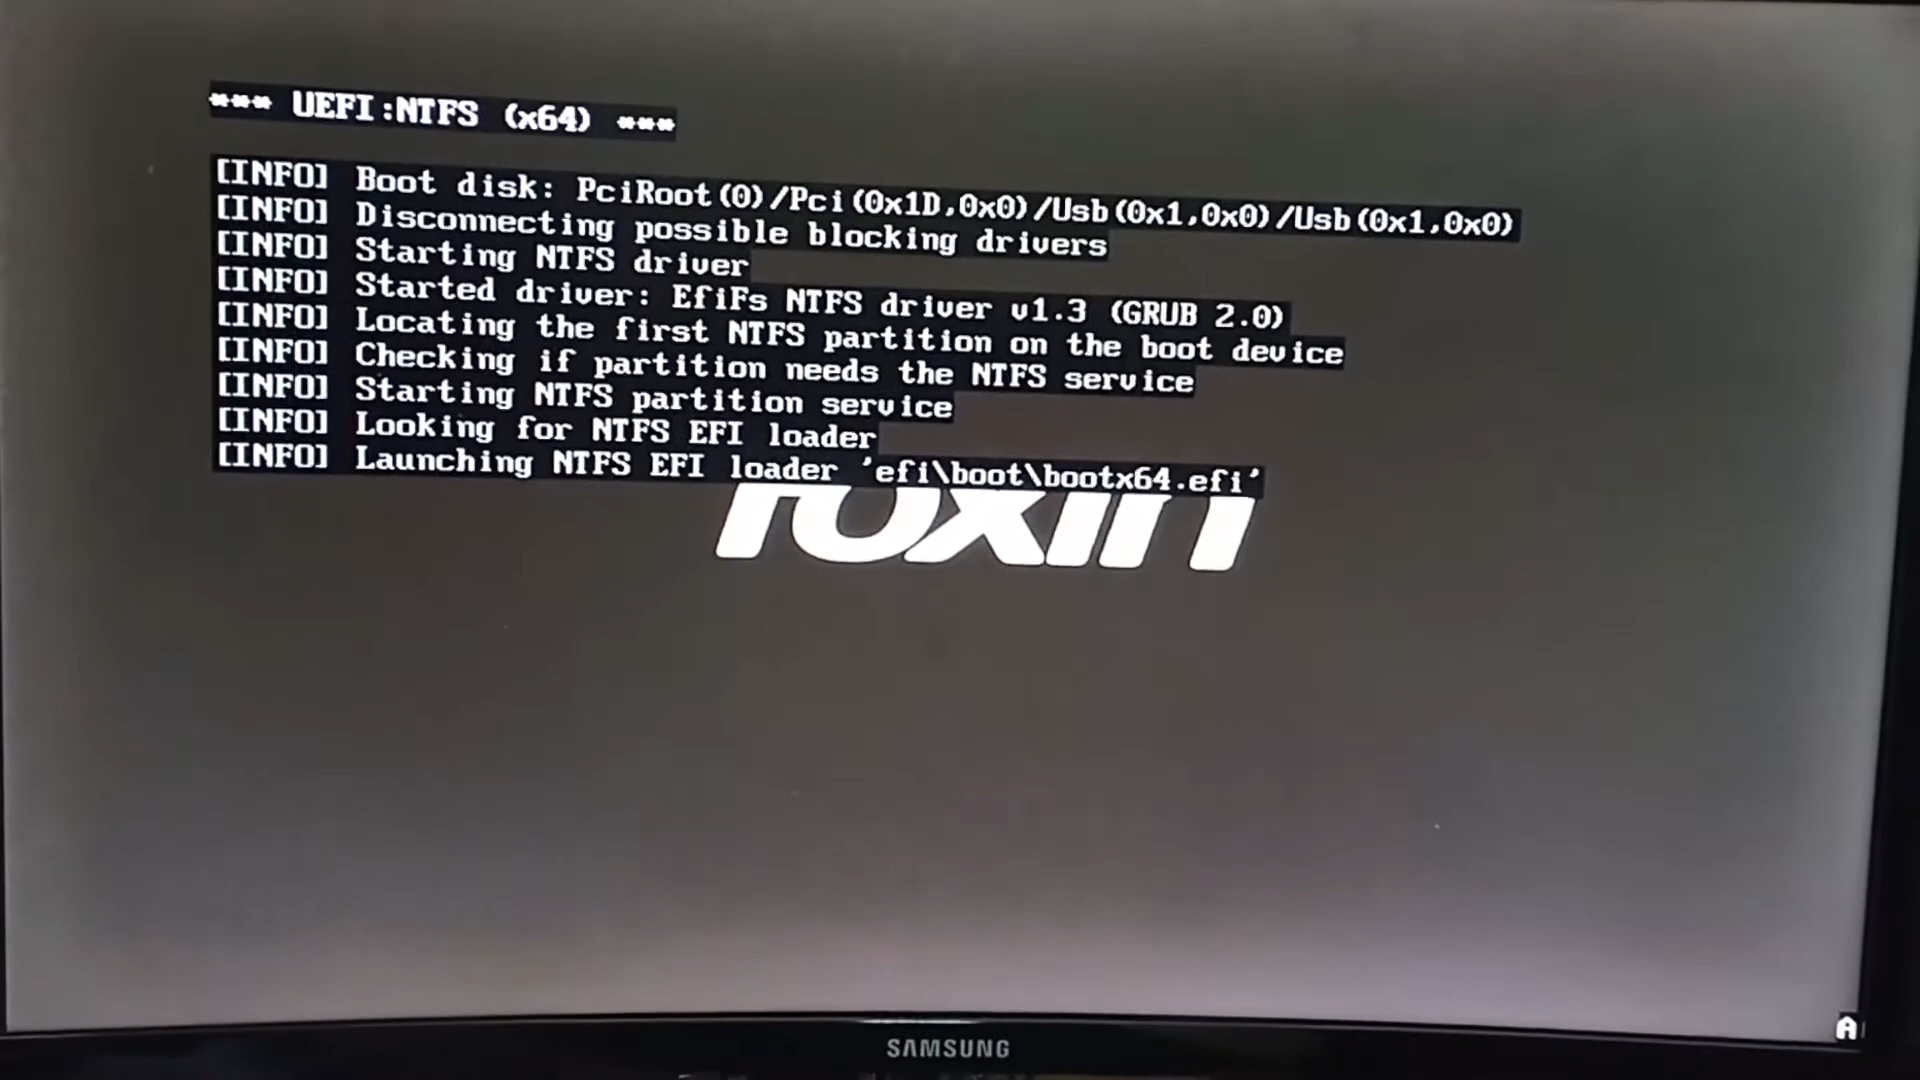 *** UEFI:NTFS (x64) ***
[INFO] Boot disk: PciRoot(0)/Pci(0x1D,0x0)/Usb(0x1,0x0)/Usb(0x1,0x0)
[INFO] Disconnecting possible blocking drivers
[INFO] Starting NTFS driver
[INFO] Started driver: EfiFs NTFS driver v1.3 (GRUB 2.0)
[INFO] Locating the first NTFS partition on the boot device
[INFO] Checking if partition needs the NTFS service
[INFO] Starting NTFS partition service
[INFO] Looking for NTFS EFI loader
[INFO] Launching NTFS EFI loader 'efi\boot\bootx64.efi'
foxin
A
SAMSUNG